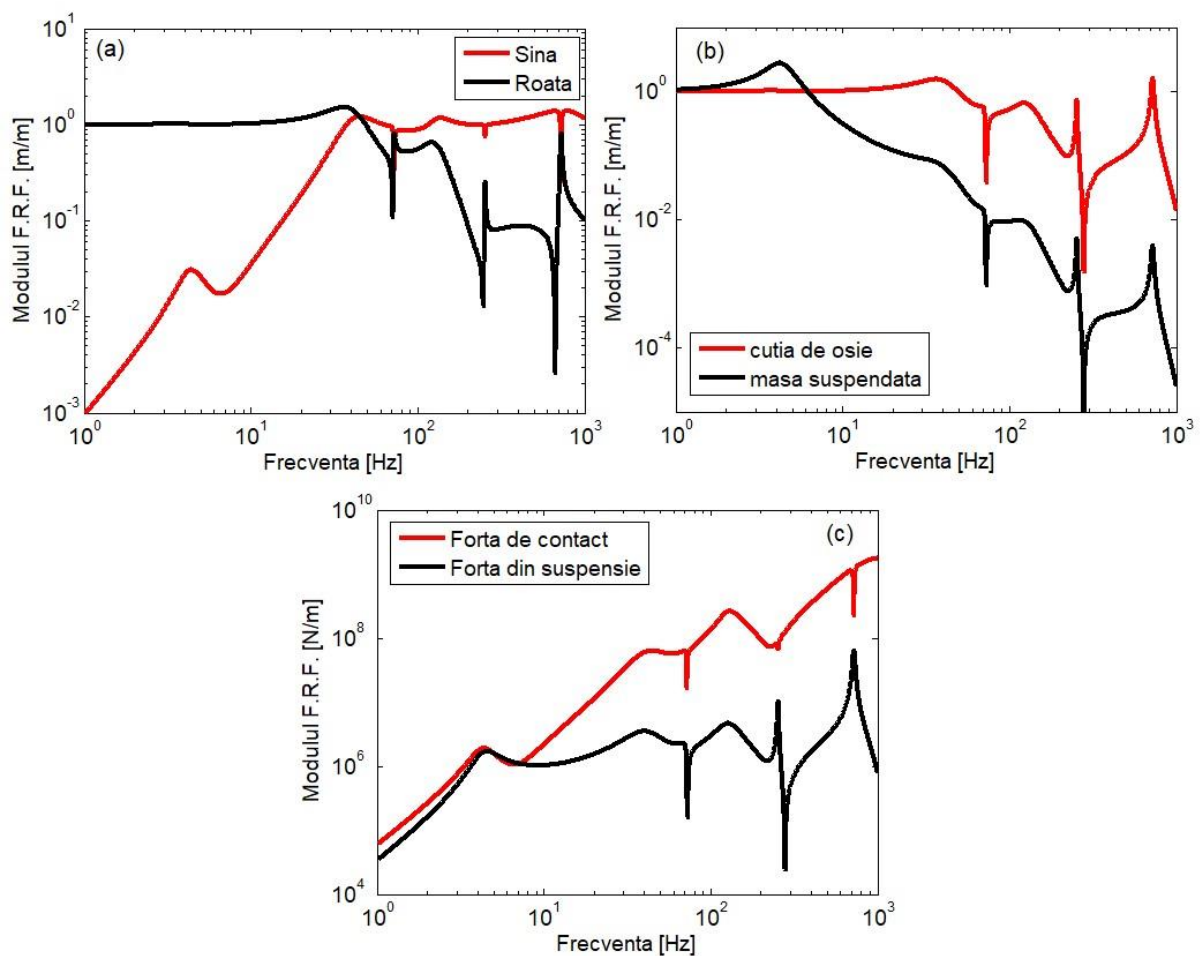 (a)
Sina
Roata
Modulul F.R.F. [m/m]
10^1
10^0
10^-1
10^-2
10^-3
10^0 10^1 10^2 10^3
Frecventa [Hz]
(b)
cutia de osie
masa suspendata
Modulul F.R.F. [m/m]
10^0
10^-2
10^-4
10^0 10^1 10^2 10^3
Frecventa [Hz]
(c)
Forta de contact
Forta din suspensie
Modulul F.R.F. [N/m]
10^10
10^8
10^6
10^4
10^0 10^1 10^2 10^3
Frecventa [Hz]